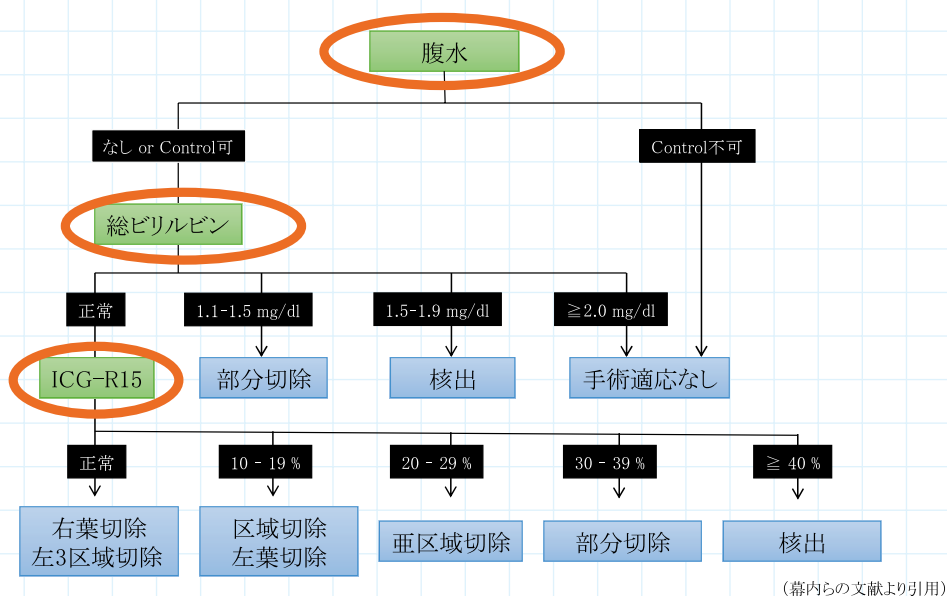 腹水
なし or Control可
Control不可
総ビリルビン
正常
1.1-1.5 mg/dl
1.5-1.9 mg/dl
≧2.0 mg/dl
ICG-R15
部分切除
核出
手術適応なし
正常
10 - 19 %
20 - 29 %
30 - 39 %
≧ 40 %
右葉切除
左3区域切除
区域切除
左葉切除
亜区域切除
部分切除
核出
(幕内らの文献より引用)